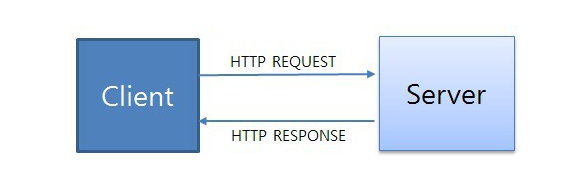 HTTP REQUEST
Client
Server
HTTP RESPONSE